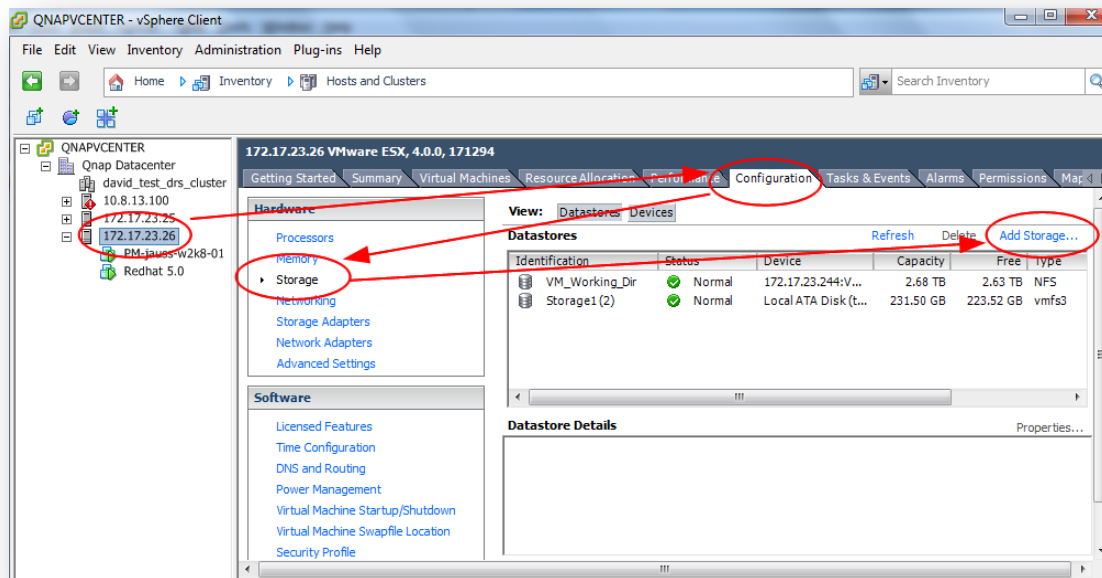 QNAPVCENTER - vSphere Client
File Edit View Inventory Administration Plug-ins Help
Home Inventory Hosts and Clusters
Search Inventory
QNAPVCENTER
Qnap Datacenter
david_test_drs_cluster
10.8.13.100
172.17.23.25
172.17.23.26
PM-jauss-w2k8-01
Redhat 5.0
172.17.23.26 VMware ESX, 4.0.0, 171294
Getting Started Summary Virtual Machines Resource Allocation Performance Configuration Tasks & Events Alarms Permissions Map
Hardware
Processors
Memory
Storage
Networking
Storage Adapters
Network Adapters
Advanced Settings
Software
Licensed Features
Time Configuration
DNS and Routing
Power Management
Virtual Machine Startup/Shutdown
Virtual Machine Swapfile Location
Security Profile
View: Datastores Devices
Datastores Refresh Delete Add Storage...
Identification Status Device Capacity Free Type
VM_Working_Dir Normal 172.17.23.244:V... 2.68 TB 2.63 TB NFS
Storage1 (2) Normal Local ATA Disk (t... 231.50 GB 223.52 GB vmfs3
Datastore Details Properties...